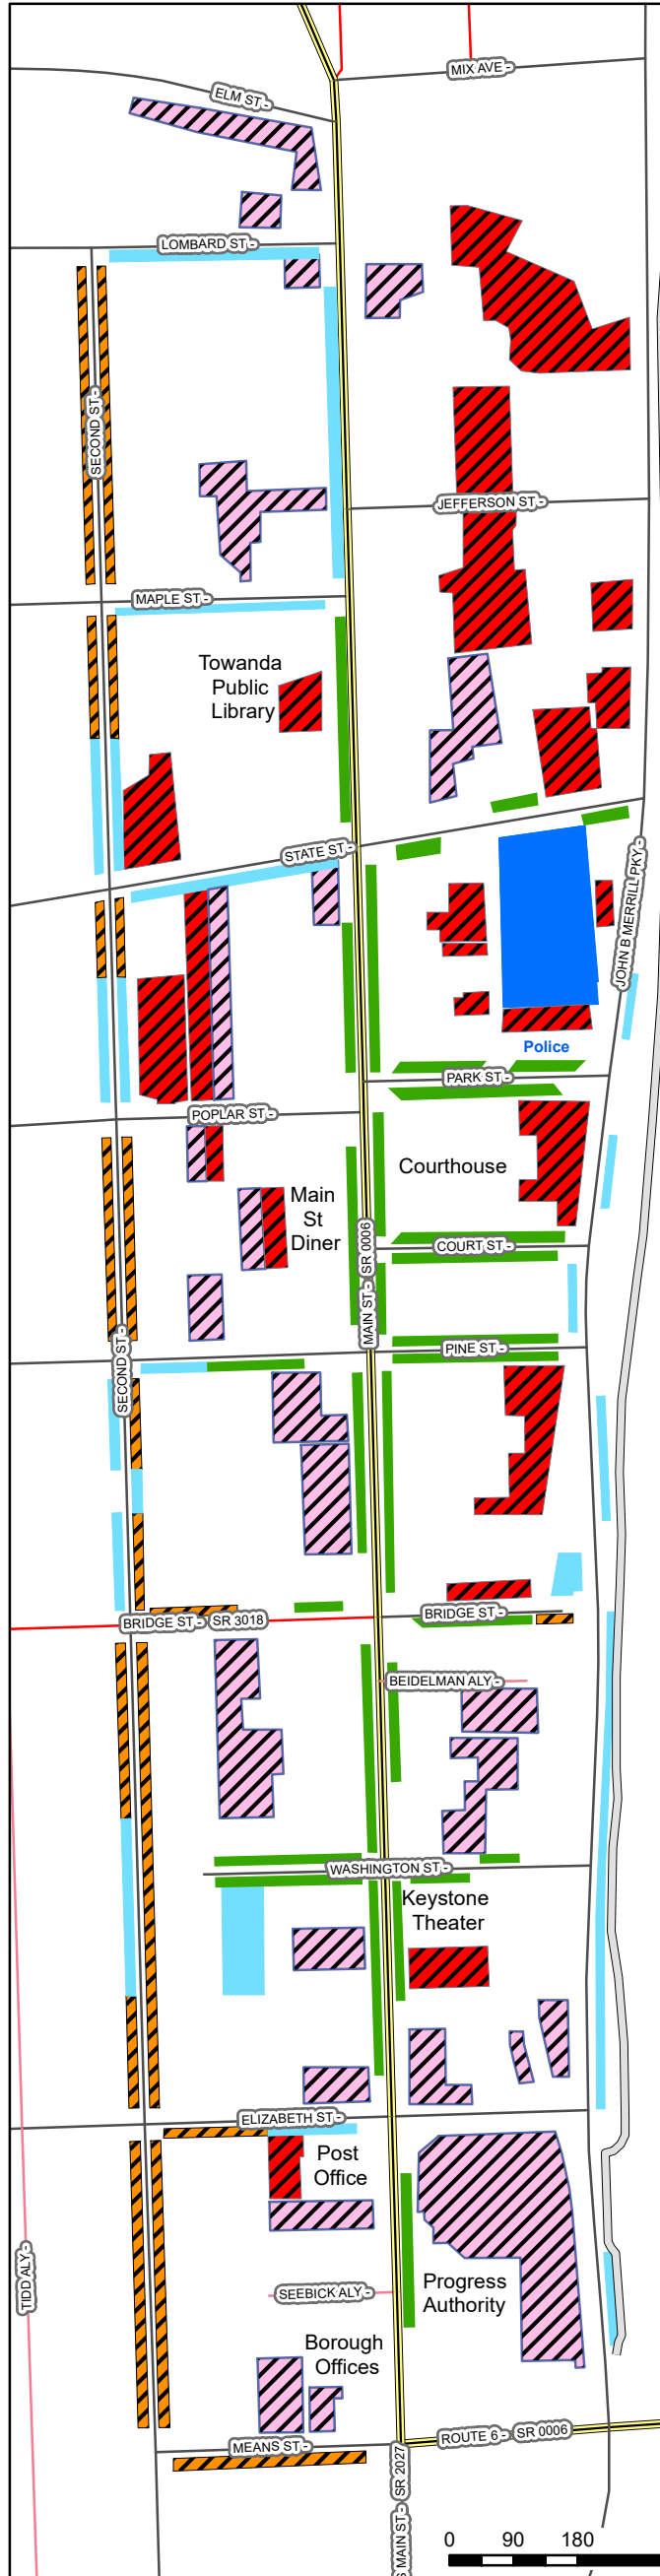 MIX AVE -
ELM ST -
LOMBARD ST -
SECOND ST -
JEFFERSON ST -
MAPLE ST -
Towanda
Public
Library
STATE ST -
JOHN B MERRILL PKY -
Police
PARK ST -
POPLAR ST -
Courthouse
Main
St
Diner
MAIN ST - SR 0006
COURT ST -
PINE ST -
SECOND ST -
BRIDGE ST - SR 3018
BRIDGE ST -
BEIDELMAN ALY -
WASHINGTON ST -
Keystone
Theater
ELIZABETH ST -
Post
Office
TIDD ALY -
SEEBICK ALY -
Progress
Authority
Borough
Offices
ROUTE 6 - SR 0006
MEANS ST -
S MAIN ST - SR 2027
0 90 180